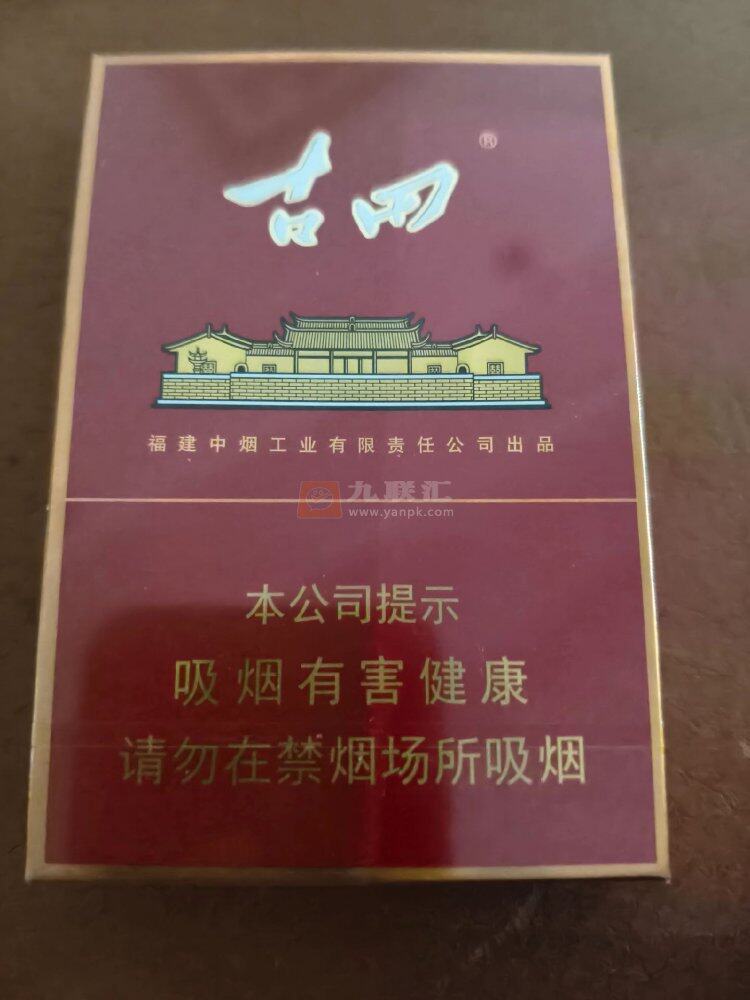 古田
®
福建中烟工业有限责任公司出品
九联汇
www.yanpk.com
本公司提示
吸烟有害健康
请勿在禁烟场所吸烟